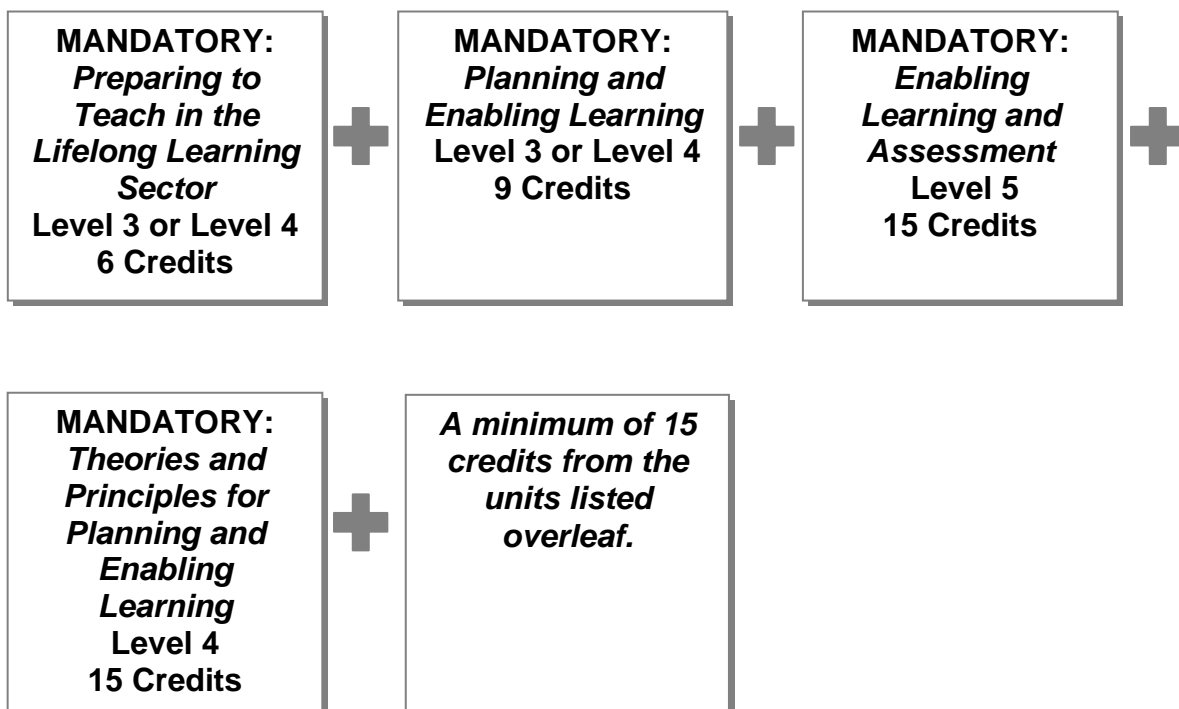 MANDATORY:
Preparing to
Teach in the
Lifelong Learning
Sector
Level 3 or Level 4
6 Credits
MANDATORY:
Planning and
Enabling Learning
Level 3 or Level 4
9 Credits
MANDATORY:
Enabling
Learning and
Assessment
Level 5
15 Credits
MANDATORY:
Theories and
Principles for
Planning and
Enabling
Learning
Level 4
15 Credits
A minimum of 15
credits from the
units listed
overleaf.